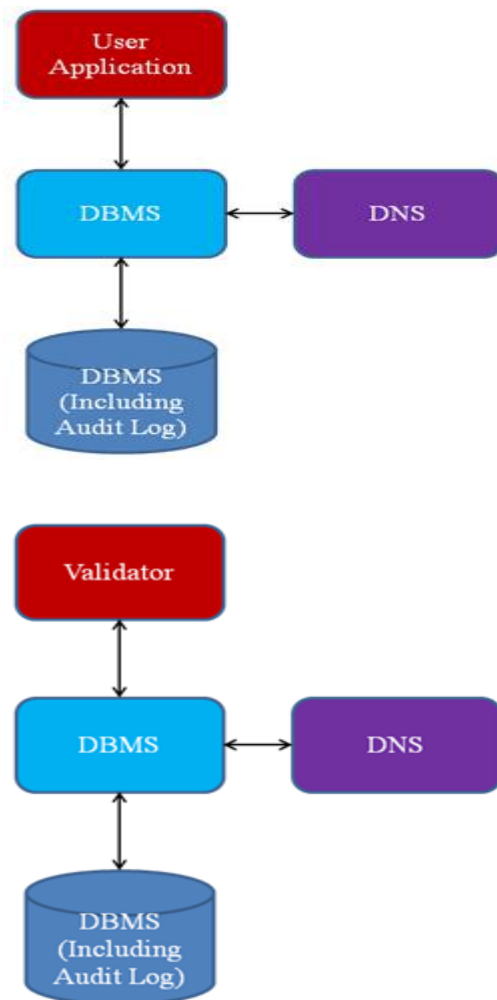 User
Application
DBMS
DNS
DBMS
(Including
Audit Log)
Validator
DBMS
DNS
DBMS
(Including
Audit Log)